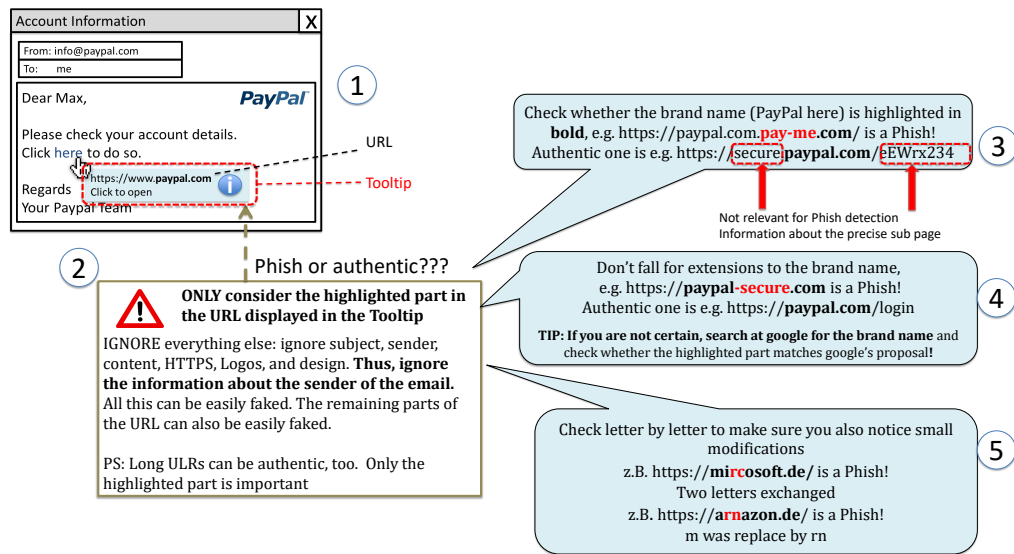 Account Information
X
From: info@paypal.com
To: me
Dear Max,
PayPal
Please check your account details.
Click here to do so.
https://www.paypal.com
Click to open
i
Regards
Your Paypal Team
URL
Tooltip
1
2
Phish or authentic???
ONLY consider the highlighted part in
the URL displayed in the Tooltip
IGNORE everything else: ignore subject, sender,
content, HTTPS, Logos, and design. Thus, ignore
the information about the sender of the email.
All this can be easily faked. The remaining parts of
the URL can also be easily faked.
PS: Long ULRs can be authentic, too. Only the
highlighted part is important
Check whether the brand name (PayPal here) is highlighted in
bold, e.g. https://paypal.com.pay-me.com/ is a Phish!
Authentic one is e.g. https://secure.paypal.com/eEWrx234
3
Not relevant for Phish detection
Information about the precise sub page
Don't fall for extensions to the brand name,
e.g. https://paypal-secure.com is a Phish!
Authentic one is e.g. https://paypal.com/login
TIP: If you are not certain, search at google for the brand name and
check whether the highlighted part matches google's proposal!
4
Check letter by letter to make sure you also notice small
modifications
z.B. https://mircosoft.de/ is a Phish!
Two letters exchanged
z.B. https://arnazon.de/ is a Phish!
m was replace by rn
5